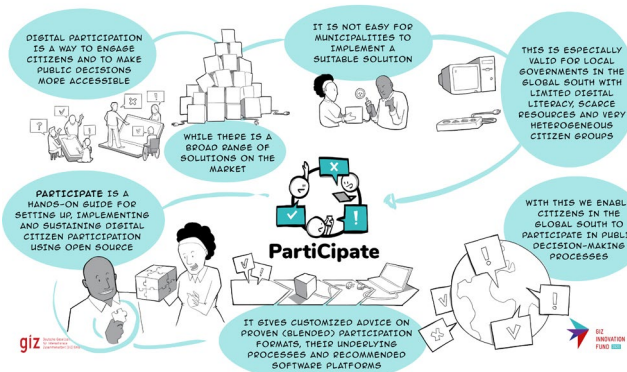 DIGITAL PARTICIPATION
IS A WAY TO ENGAGE
CITIZENS AND TO MAKE
PUBLIC DECISIONS
MORE ACCESSIBLE
WHILE THERE IS A
BROAD RANGE OF
SOLUTIONS ON THE
MARKET
IT IS NOT EASY FOR
MUNICIPALITIES TO
IMPLEMENT A
SUITABLE SOLUTION
THIS IS ESPECIALLY
VALID FOR LOCAL
GOVERNMENTS IN THE
GLOBAL SOUTH WITH
LIMITED DIGITAL
LITERACY, SCARCE
RESOURCES AND VERY
HETEROGENEOUS
CITIZEN GROUPS
PartiCipate
PARTICIPATE IS A
HANDS-ON GUIDE FOR
SETTING UP, IMPLEMENTING
AND SUSTAINING DIGITAL
CITIZEN PARTICIPATION
USING OPEN SOURCE
IT GIVES CUSTOMIZED ADVICE ON
PROVEN (BLENDED) PARTICIPATION
FORMATS, THEIR UNDERLYING
PROCESSES AND RECOMMENDED
SOFTWARE PLATFORMS
WITH THIS WE ENABL
CITIZENS IN THE
GLOBAL SOUTH TO
PARTICIPATE IN PUBLI
DECISION-MAKING
PROCESSES
giz
GIZ
INNOVATION
FUND